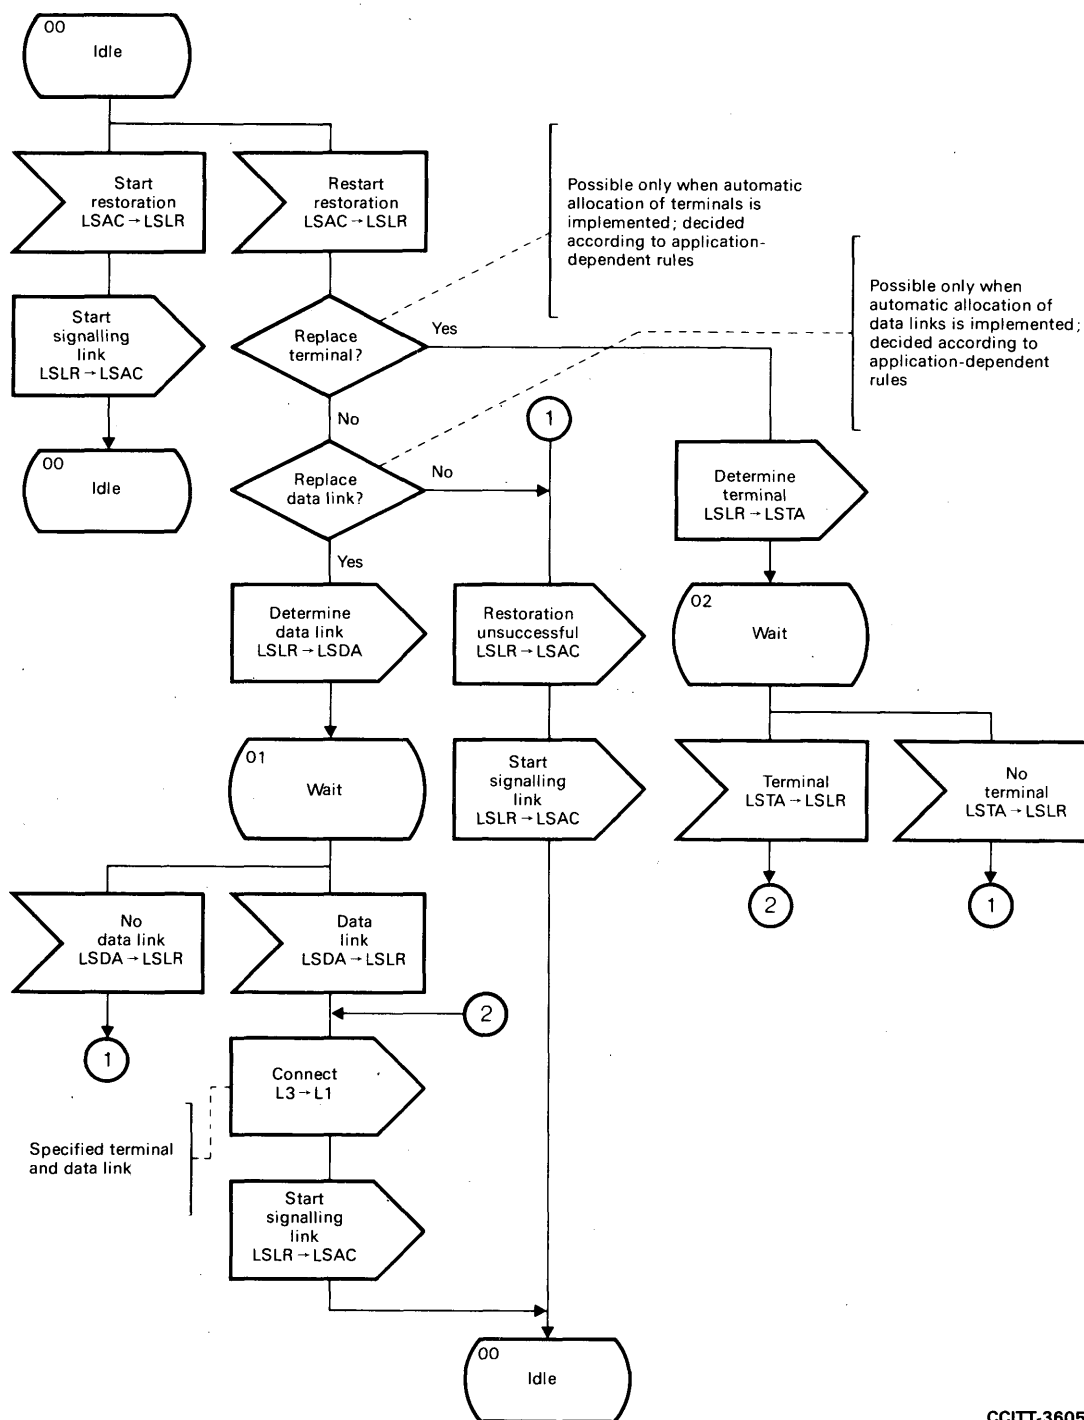 00
Idle
Start
restoration
LSAC → LSLR
Restart
restoration
LSAC → LSLR
Possible only when automatic
allocation of terminals is
implemented; decided
according to application-
dependent rules
Possible only when
automatic allocation of
data links is implemented;
decided according to
application-dependent
rules
Start
signalling
link
LSLR → LSAC
Replace
terminal?
Yes
No
1
00
Idle
Replace
data link?
No
Yes
Determine
terminal
LSLR → LSTA
Determine
data link
LSLR → LSDA
Restoration
unsuccessful
LSLR → LSAC
02
Wait
01
Wait
Start
signalling
link
LSLR → LSAC
Terminal
LSTA → LSLR
No
terminal
LSTA → LSLR
2
1
No
data link
LSDA → LSLR
Data
link
LSDA → LSLR
2
1
Connect
L3 → L1
Specified terminal
and data link
Start
signalling
link
LSLR → LSAC
00
Idle
CCITT-3605